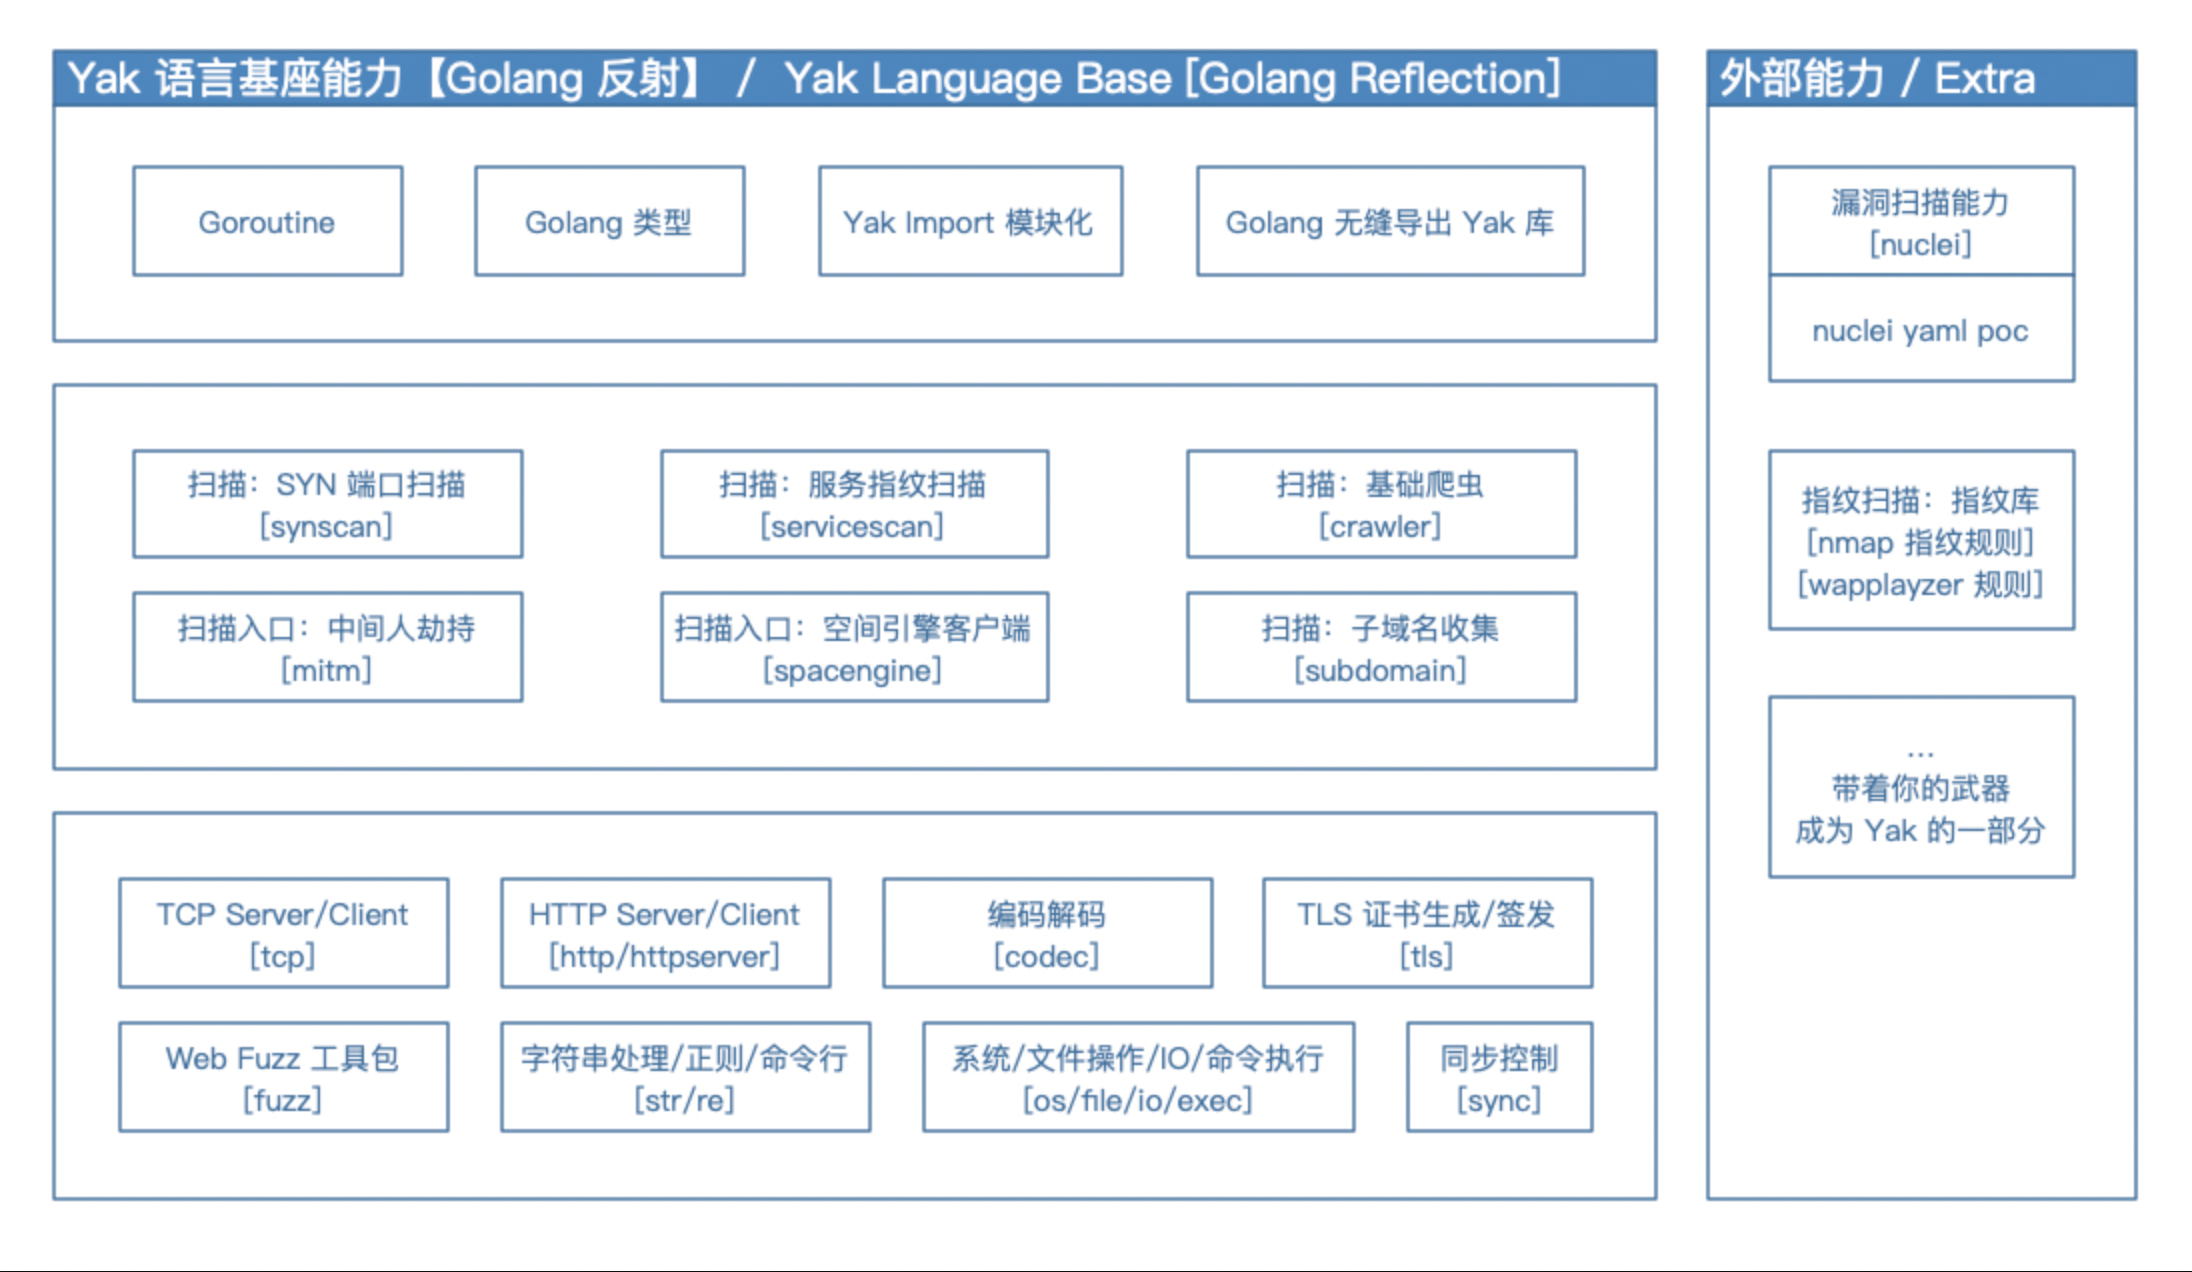 Yak 语言基座能力【Golang 反射】 / Yak Language Base [Golang Reflection]
Goroutine
Golang 类型
Yak Import 模块化
Golang 无缝导出 Yak 库
扫描：SYN 端口扫描
[synscan]
扫描：服务指纹扫描
[servicescan]
扫描：基础爬虫
[crawler]
扫描入口：中间人劫持
[mitm]
扫描入口：空间引擎客户端
[spacengine]
扫描：子域名收集
[subdomain]
TCP Server/Client
[tcp]
HTTP Server/Client
[http/httpserver]
编码解码
[codec]
TLS 证书生成/签发
[tls]
Web Fuzz 工具包
[fuzz]
字符串处理/正则/命令行
[str/re]
系统/文件操作/IO/命令执行
[os/file/io/exec]
同步控制
[sync]
外部能力 / Extra
漏洞扫描能力
[nuclei]
nuclei yaml poc
指纹扫描：指纹库
[nmap 指纹规则]
[wapplayzer 规则]
...
带着你的武器
成为 Yak 的一部分